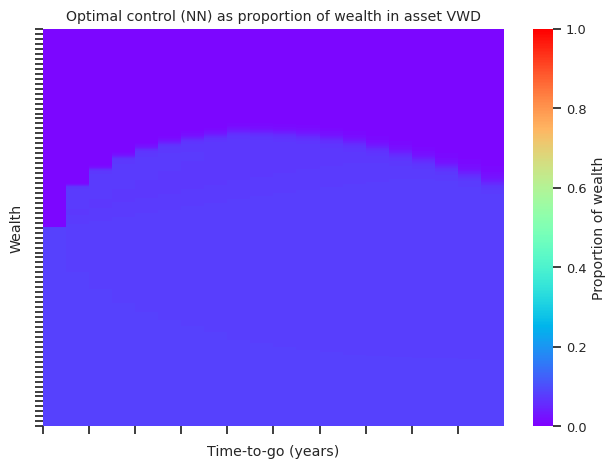 Optimal control (NN) as proportion of wealth in asset VWD
Wealth
Time-to-go (years)
1.0
0.8
0.6
0.4
0.2
0.0
Proportion of wealth